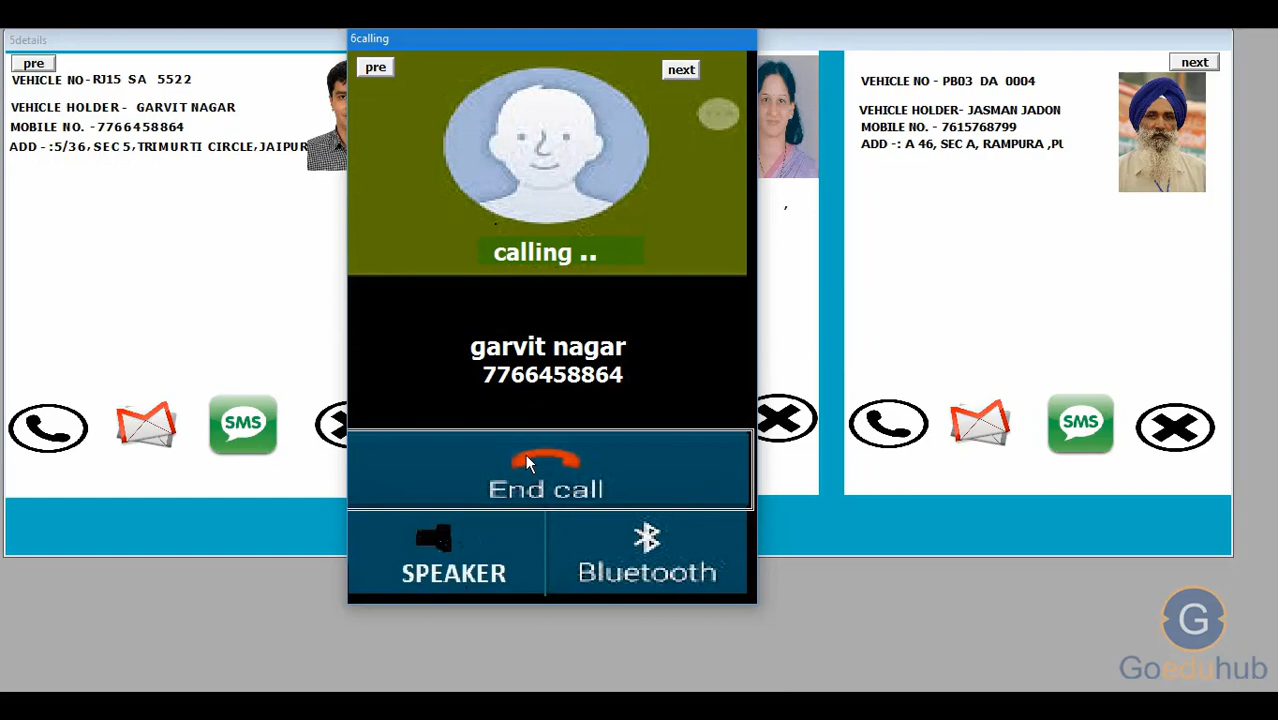 5details
pre
VEHICLE NO-RJ15 SA 5522
VEHICLE HOLDER- GARVIT NAGAR
MOBILE NO. -7766458864
ADD -:5/36,SEC 5,TRIMURTI CIRCLE,JAIPUR
SMS
6calling
pre
next
calling ..
garvit nagar
7766458864
End call
SPEAKER
Bluetooth
,
next
VEHICLE NO - PB03 DA 0004
VEHICLE HOLDER- JASMAN JADON
MOBILE NO. - 7615768799
ADD -: A 46, SEC A, RAMPURA ,PU
SMS
G
Goeduhub